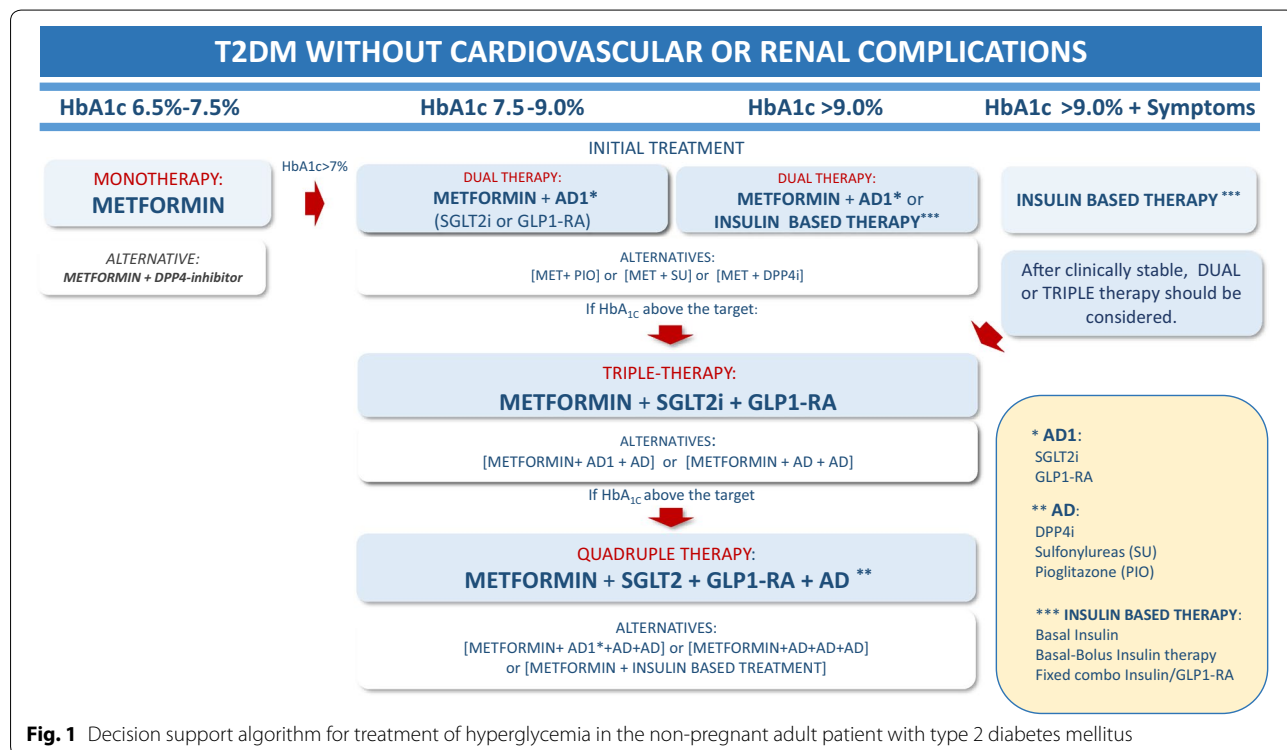 T2DM WITHOUT CARDIOVASCULAR OR RENAL COMPLICATIONS
HbA1c 6.5%-7.5%
HbA1c 7.5-9.0%
HbA1c >9.0%
HbA1c >9.0% + Symptoms
INITIAL TREATMENT
MONOTHERAPY:
METFORMIN
HbA1c>7%
DUAL THERAPY:
METFORMIN + AD1*
(SGLT2i or GLP1-RA)
DUAL THERAPY:
METFORMIN + AD1* or
INSULIN BASED THERAPY***
INSULIN BASED THERAPY ***
ALTERNATIVE:
METFORMIN + DPP4-inhibitor
ALTERNATIVES:
[MET+ PIO] or [MET + SU] or [MET + DPP4i]
After clinically stable, DUAL
or TRIPLE therapy should be
considered.
If HbA1C above the target:
TRIPLE-THERAPY:
METFORMIN + SGLT2i + GLP1-RA
ALTERNATIVES:
[METFORMIN+ AD1 + AD] or [METFORMIN + AD + AD]
If HbA1C above the target
QUADRUPLE THERAPY:
METFORMIN + SGLT2 + GLP1-RA + AD **
ALTERNATIVES:
[METFORMIN+ AD1*+AD+AD] or [METFORMIN+AD+AD+AD]
or [METFORMIN + INSULIN BASED TREATMENT]
* AD1:
SGLT2i
GLP1-RA
** AD:
DPP4i
Sulfonylureas (SU)
Pioglitazone (PIO)
*** INSULIN BASED THERAPY:
Basal Insulin
Basal-Bolus Insulin therapy
Fixed combo Insulin/GLP1-RA
Fig. 1 Decision support algorithm for treatment of hyperglycemia in the non-pregnant adult patient with type 2 diabetes mellitus